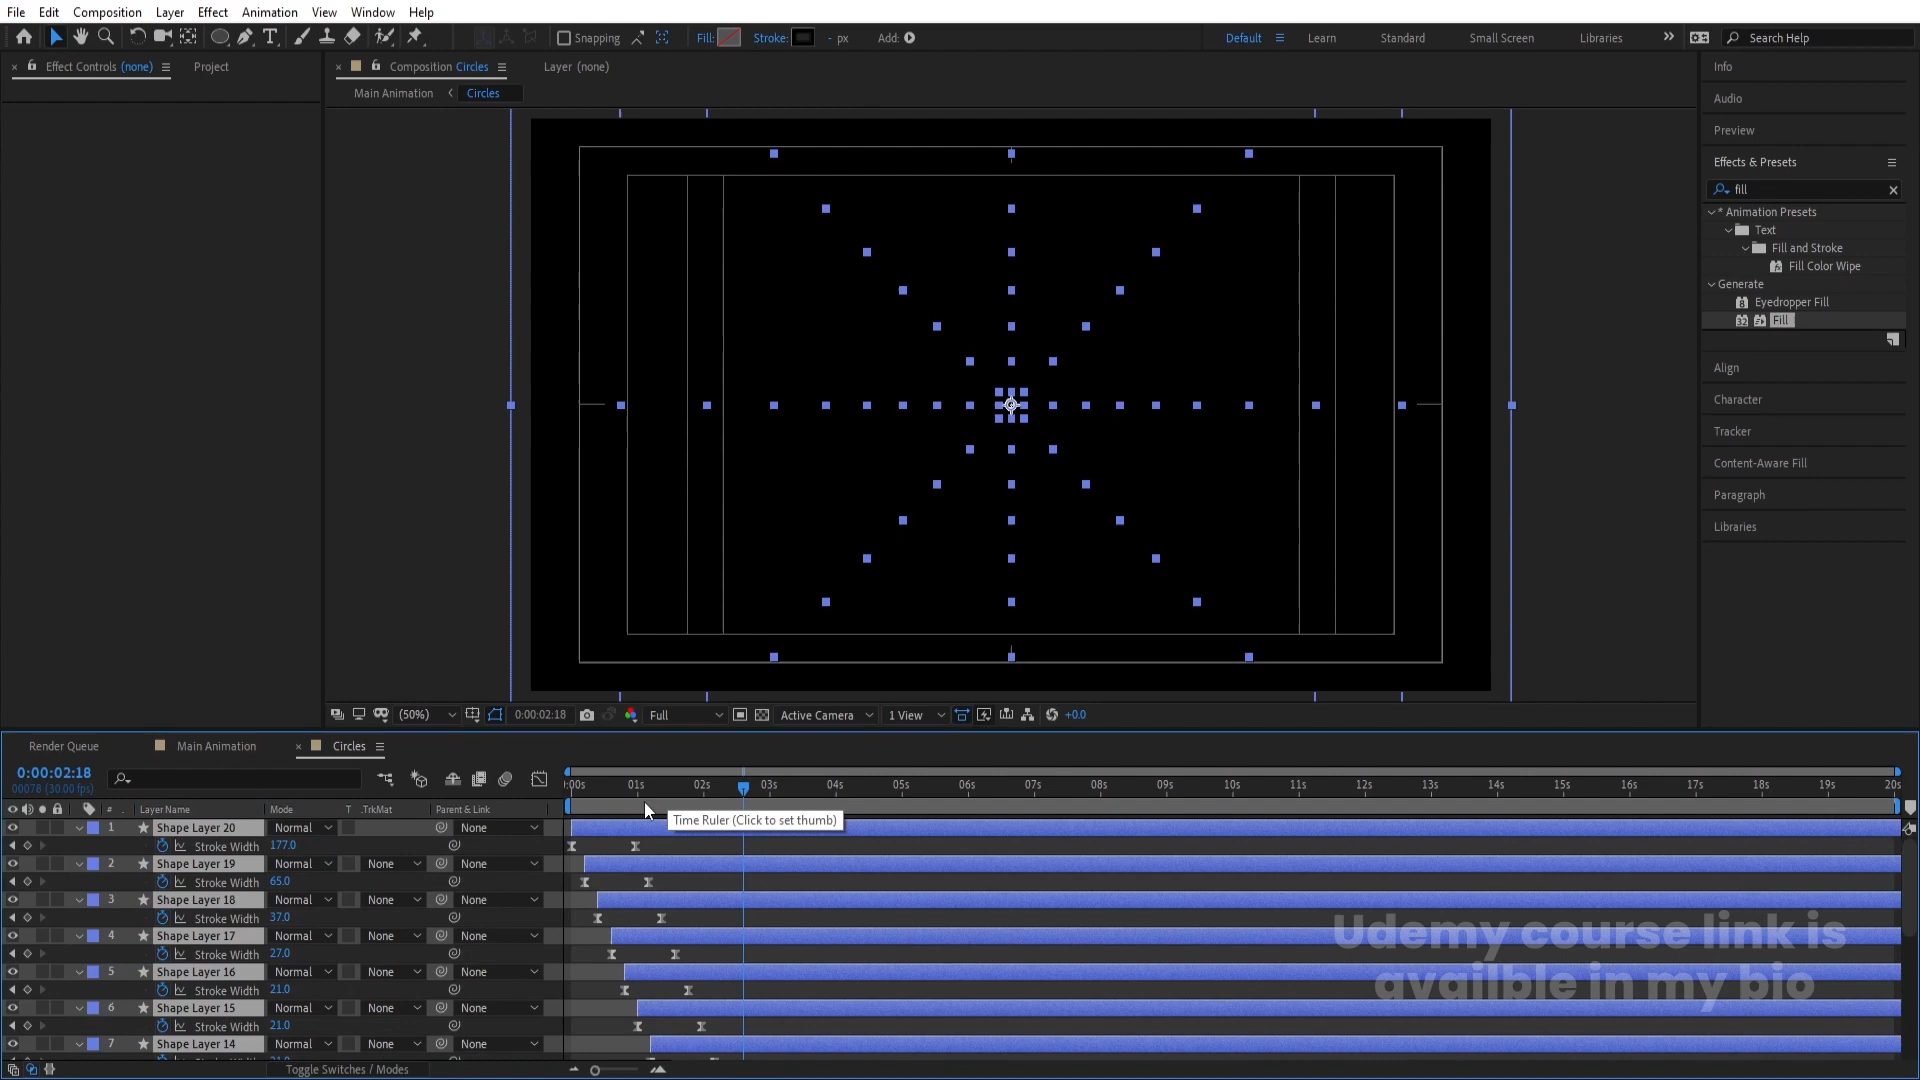 File Edit Composition Layer Effect Animation View Window Help
Snapping Fill: Stroke: - px Add: Default Learn Standard Small Screen Libraries Search Help
Effect Controls (none) Project Composition Circles Layer (none) Info
Main Animation Circles
Audio
Preview
Effects & Presets
fill
* Animation Presets
Text
Fill and Stroke
Fill Color Wipe
Generate
Eyedropper Fill
Fill
Align
Character
Tracker
Content-Aware Fill
Paragraph
Libraries
(50%) 0:00:02:18 Full Active Camera 1 View +0.0
Render Queue Main Animation Circles
0:00:02:18
00078 (30.00 fps)
:00s 01s 02s 03s 04s 05s 06s 07s 08s 09s 10s 11s 12s 13s 14s 15s 16s 17s 18s 19s 20s
# Layer Name Mode T .TrkMat Parent & Link
Time Ruler (Click to set thumb)
1 Shape Layer 20 Normal None
Stroke Width 177.0
2 Shape Layer 19 Normal None None
Stroke Width 65.0
3 Shape Layer 18 Normal None None
Stroke Width 37.0
4 Shape Layer 17 Normal None None
Stroke Width 27.0
5 Shape Layer 16 Normal None None
Stroke Width 21.0
6 Shape Layer 15 Normal None None
Stroke Width 21.0
7 Shape Layer 14 Normal None None
Udemy course link is
availble in my bio
Toggle Switches / Modes